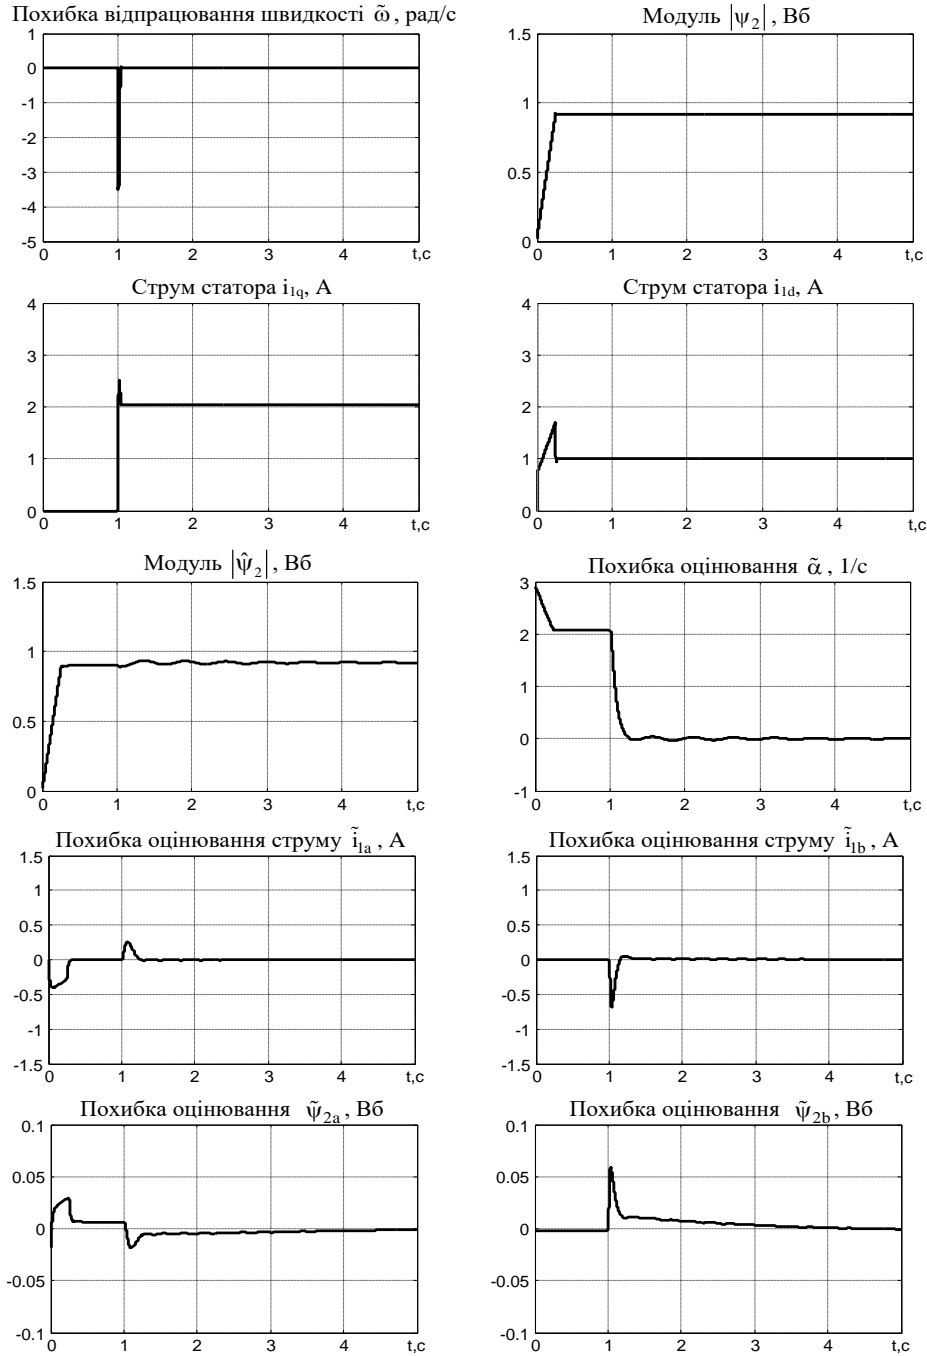 Похибка відпрацювання швидкості ω̃ , рад/с
1
0
-1
-2
-3
-4
-5
0 1 2 3 4 t,c
Модуль |ψ₂| , Вб
1.5
1
0.5
0
0 1 2 3 4 t,c
Струм статора i₁q, А
4
3
2
1
0
0 1 2 3 4 t,c
Струм статора i₁d, А
4
3
2
1
0
0 1 2 3 4 t,c
Модуль |ψ̂₂| , Вб
1.5
1
0.5
0
0 1 2 3 4 t,c
Похибка оцінювання α̃ , 1/с
3
2
1
0
-1
0 1 2 3 4 t,c
Похибка оцінювання струму ĩ₁a , А
1.5
1
0.5
0
-0.5
-1
-1.5
0 1 2 3 4 t,c
Похибка оцінювання струму ĩ₁b , А
1.5
1
0.5
0
-0.5
-1
-1.5
0 1 2 3 4 t,c
Похибка оцінювання ψ̃₂a , Вб
0.1
0.05
0
-0.05
-0.1
0 1 2 3 4 t,c
Похибка оцінювання ψ̃₂b , Вб
0.1
0.05
0
-0.05
-0.1
0 1 2 3 4 t,c